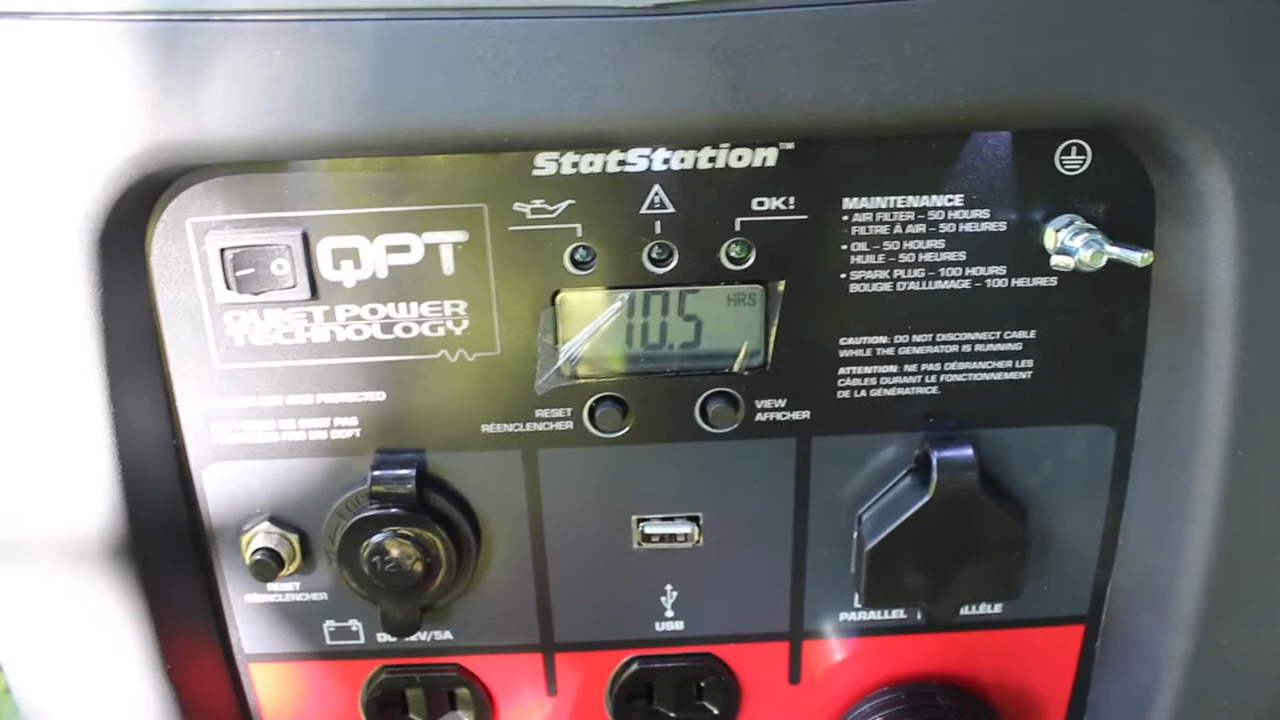 StatStation™
OK!
QPT
QUIET POWER
TECHNOLOGY
10.5 HRS
MAINTENANCE
• AIR FILTER – 50 HOURS
FILTRE À AIR – 50 HEURES
• OIL – 50 HOURS
HUILE – 50 HEURES
• SPARK PLUG – 100 HOURS
BOUGIE D'ALLUMAGE – 100 HEURES
CAUTION: DO NOT DISCONNECT CABLE
WHILE THE GENERATOR IS RUNNING
ATTENTION: NE PAS DÉBRANCHER LES
CÂBLES DURANT LE FONCTIONNEMENT
DE LA GÉNÉRATRICE.
RESET
RÉENCLENCHER
VIEW
AFFICHER
PROTECTED
12V
RESET
RÉENCLENCHER
DC 12V/5A
USB
PARALLEL